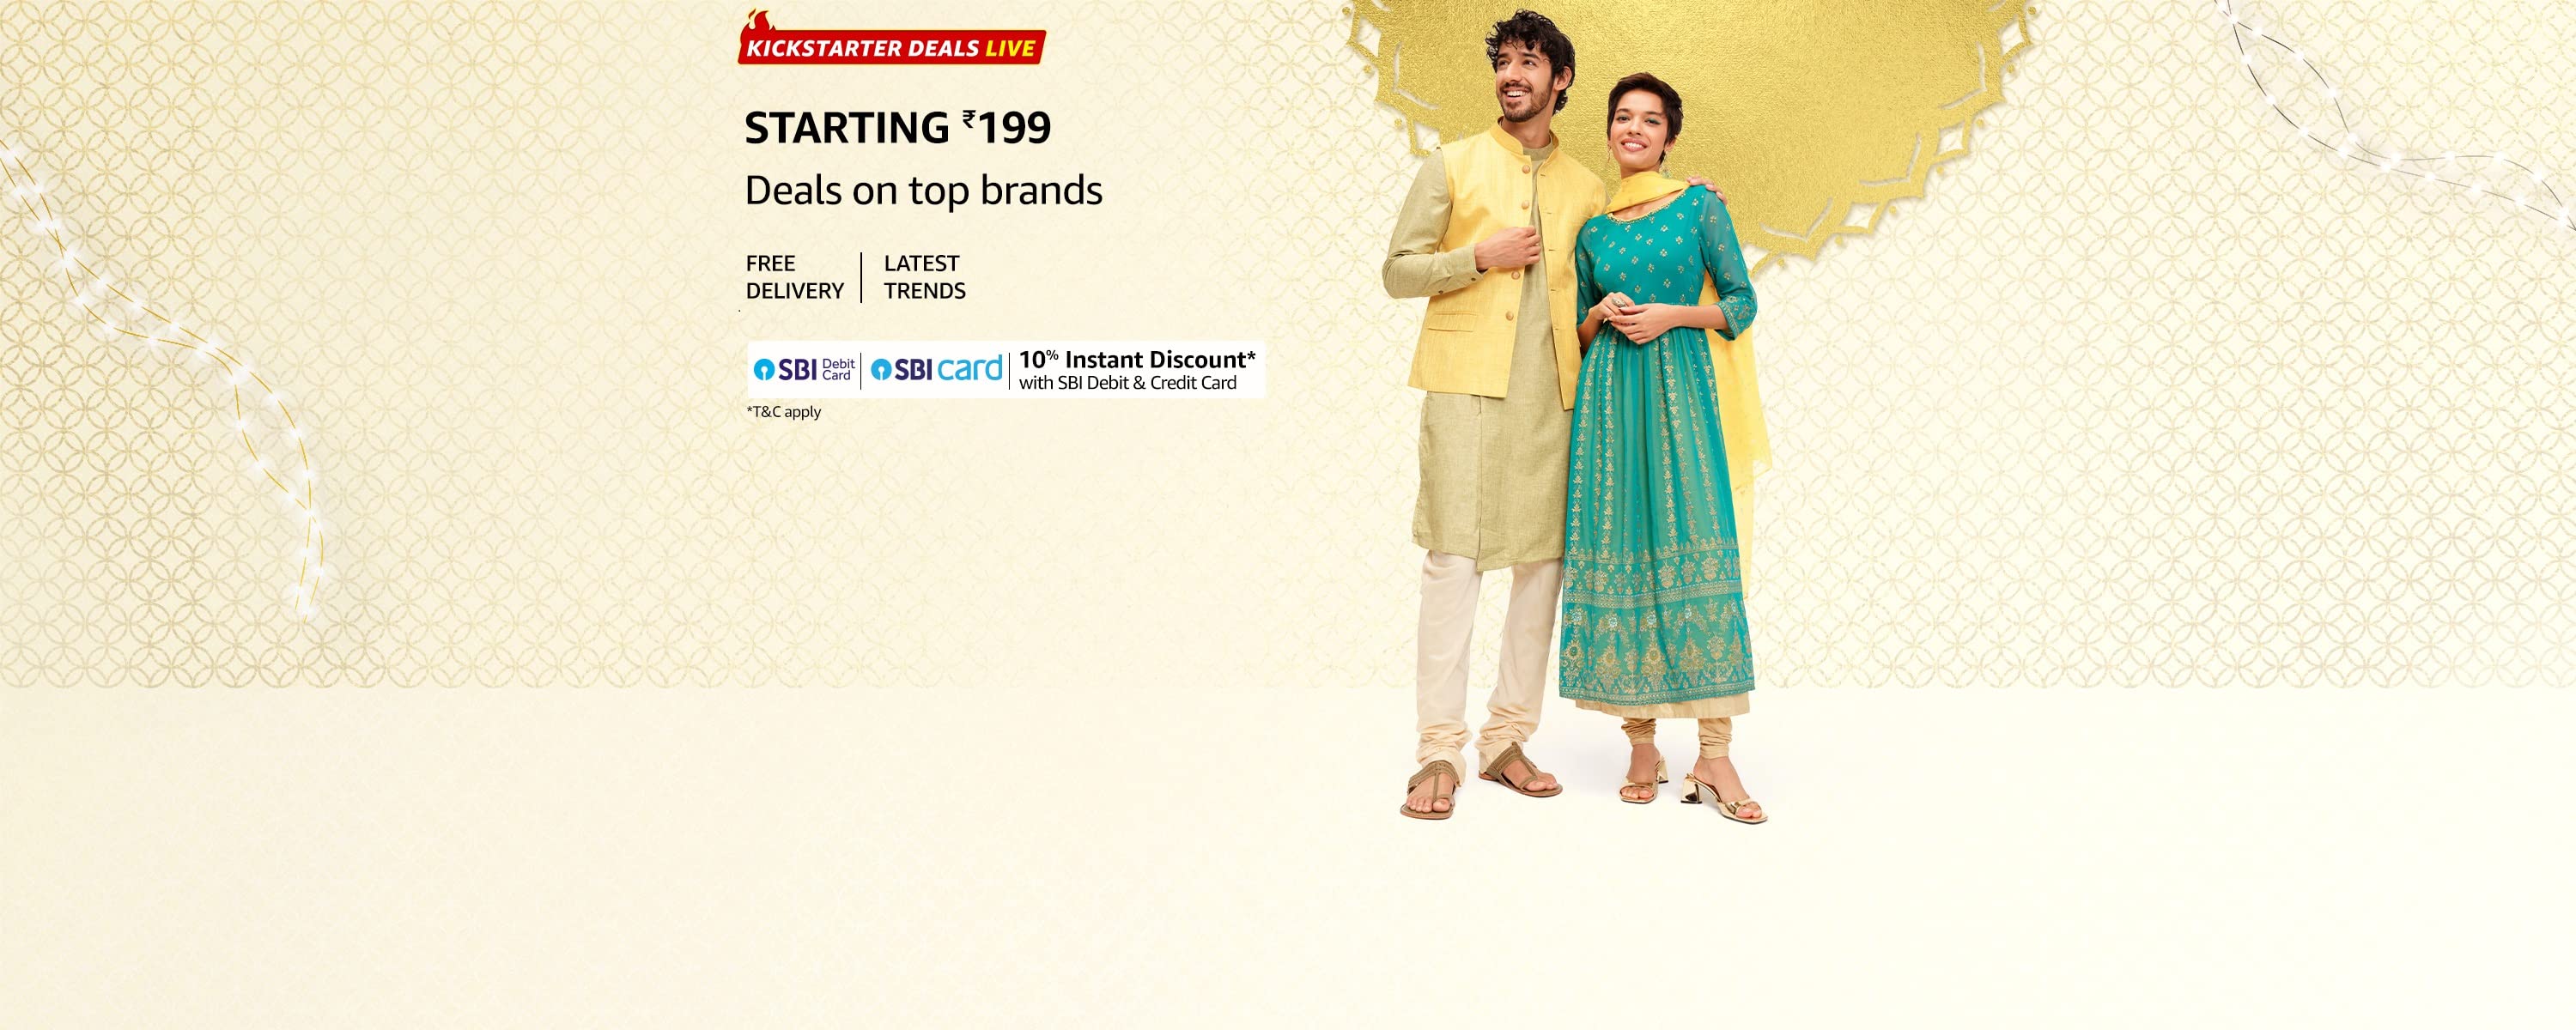 KICKSTARTER DEALS LIVE
STARTING ₹199
Deals on top brands
FREE
DELIVERY
LATEST
TRENDS
SBI Debit
Card
SBI card
10% Instant Discount*
with SBI Debit & Credit Card
*T&C apply